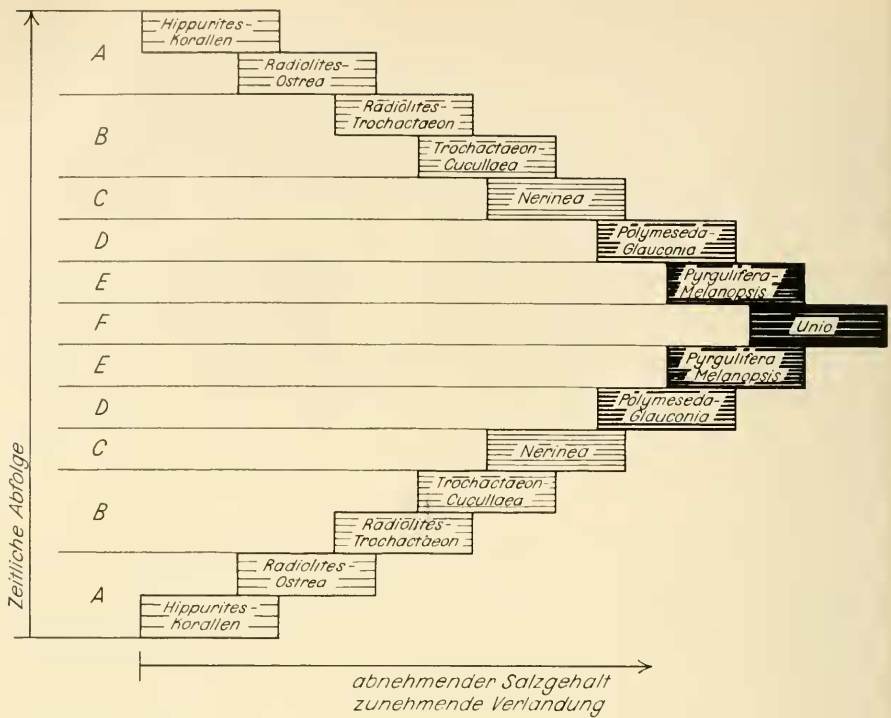 Zeitliche Abfolge
A
Hippurites-
Korallen
Radiolites-
Ostrea
B
Radiolites-
Trochactaeon
Trochactaeon-
Cucullaea
C
Nerinea
D
Polymeseda-
Glauconia
E
Pyrgulifera-
Melanopsis
F
Unio
E
Pyrgulifera
Melanopsis
D
Polymeseda-
Glauconia
C
Nerinea
B
Trochactaeon-
Cucullaea
Radiolites-
Trochactaeon
A
Radiolites-
Ostrea
Hippurites-
Korallen
abnehmender Salzgehalt
zunehmende Verlandung